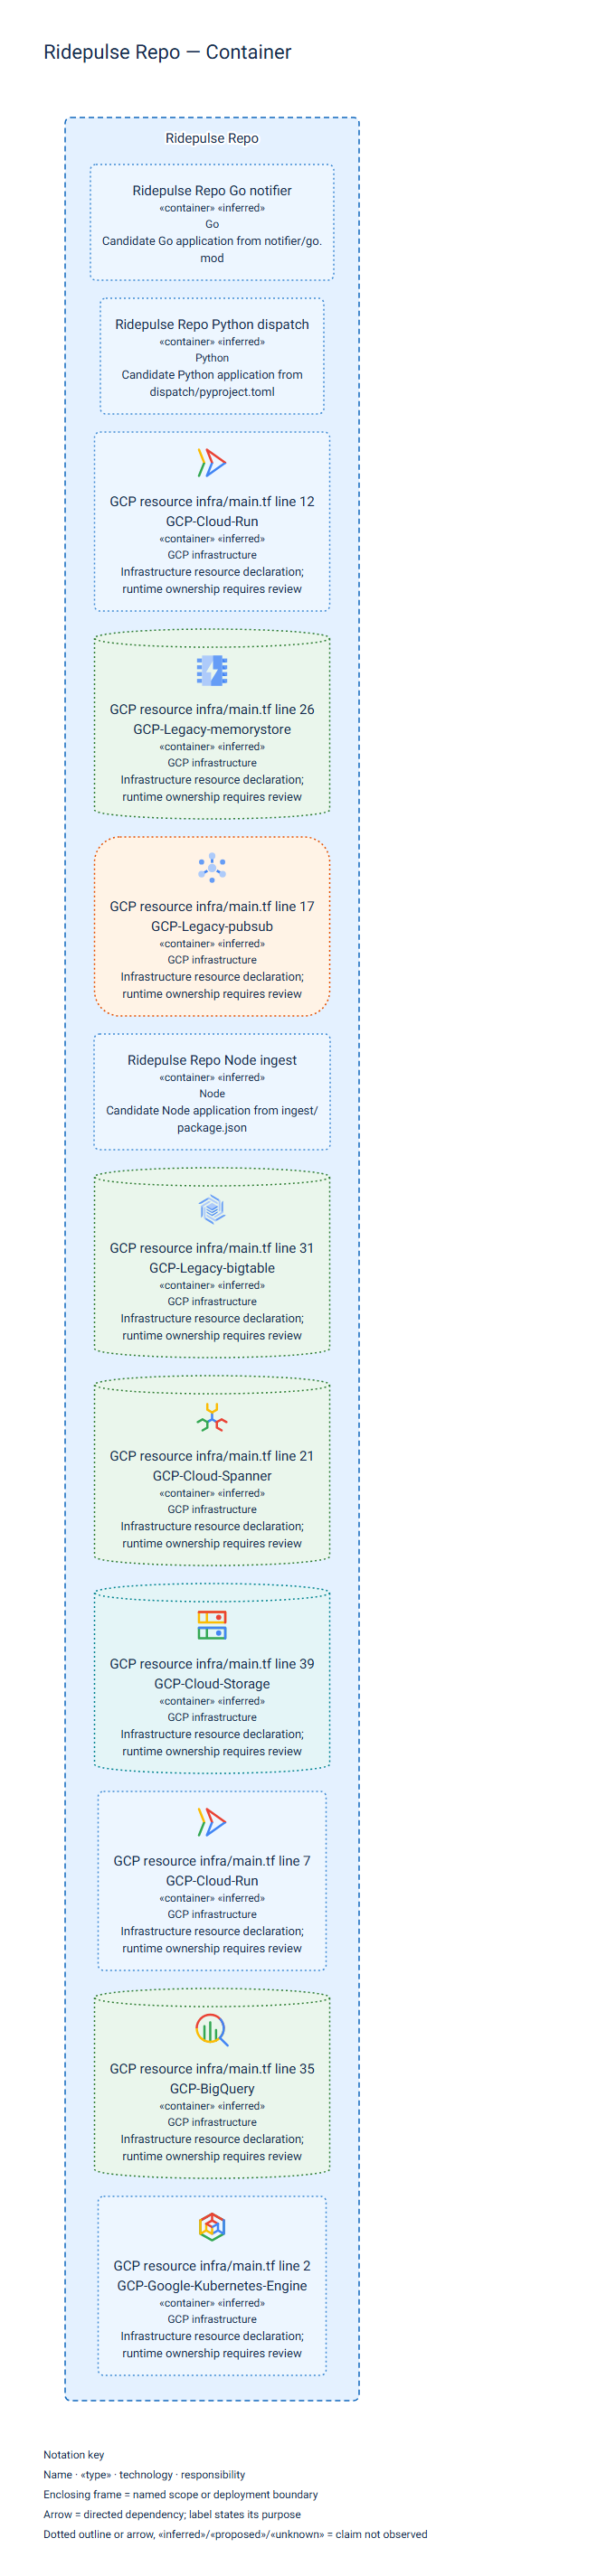 Ridepulse Repo — Container
Ridepulse Repo
Ridepulse Repo Go notifier
«container» «inferred»
Go
Candidate Go application from notifier/go.
mod
Ridepulse Repo Python dispatch
«container» «inferred»
Python
Candidate Python application from
dispatch/pyproject.toml
GCP resource infra/main.tf line 12
GCP-Cloud-Run
«container» «inferred»
GCP infrastructure
Infrastructure resource declaration;
runtime ownership requires review
GCP resource infra/main.tf line 26
GCP-Legacy-memorystore
«container» «inferred»
GCP infrastructure
Infrastructure resource declaration;
runtime ownership requires review
GCP resource infra/main.tf line 17
GCP-Legacy-pubsub
«container» «inferred»
GCP infrastructure
Infrastructure resource declaration;
runtime ownership requires review
Ridepulse Repo Node ingest
«container» «inferred»
Node
Candidate Node application from ingest/
package.json
GCP resource infra/main.tf line 31
GCP-Legacy-bigtable
«container» «inferred»
GCP infrastructure
Infrastructure resource declaration;
runtime ownership requires review
GCP resource infra/main.tf line 21
GCP-Cloud-Spanner
«container» «inferred»
GCP infrastructure
Infrastructure resource declaration;
runtime ownership requires review
GCP resource infra/main.tf line 39
GCP-Cloud-Storage
«container» «inferred»
GCP infrastructure
Infrastructure resource declaration;
runtime ownership requires review
GCP resource infra/main.tf line 7
GCP-Cloud-Run
«container» «inferred»
GCP infrastructure
Infrastructure resource declaration;
runtime ownership requires review
GCP resource infra/main.tf line 35
GCP-BigQuery
«container» «inferred»
GCP infrastructure
Infrastructure resource declaration;
runtime ownership requires review
GCP resource infra/main.tf line 2
GCP-Google-Kubernetes-Engine
«container» «inferred»
GCP infrastructure
Infrastructure resource declaration;
runtime ownership requires review
Notation key
Name · «type» · technology · responsibility
Enclosing frame = named scope or deployment boundary
Arrow = directed dependency; label states its purpose
Dotted outline or arrow, «inferred»/«proposed»/«unknown» = claim not observed